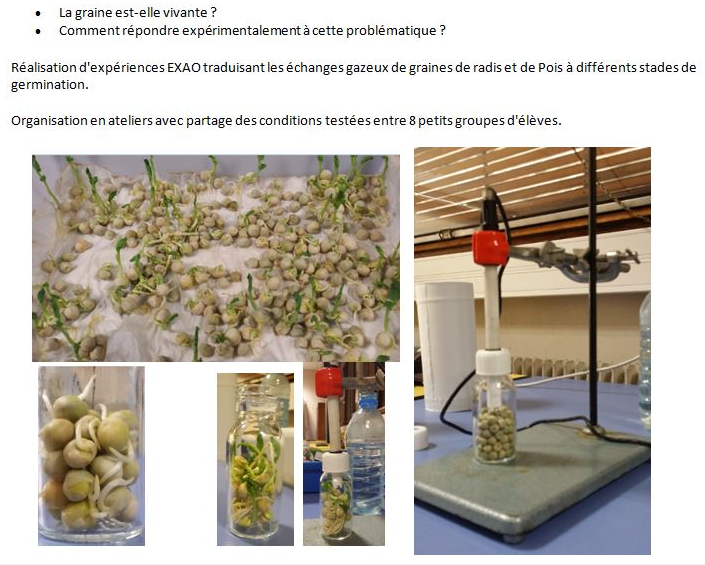 • La graine est-elle vivante ?
• Comment répondre expérimentalement à cette problématique ?
Réalisation d'expériences EXAO traduisant les échanges gazeux de graines de radis et de Pois à différents stades de
germination.
Organisation en ateliers avec partage des conditions testées entre 8 petits groupes d'élèves.